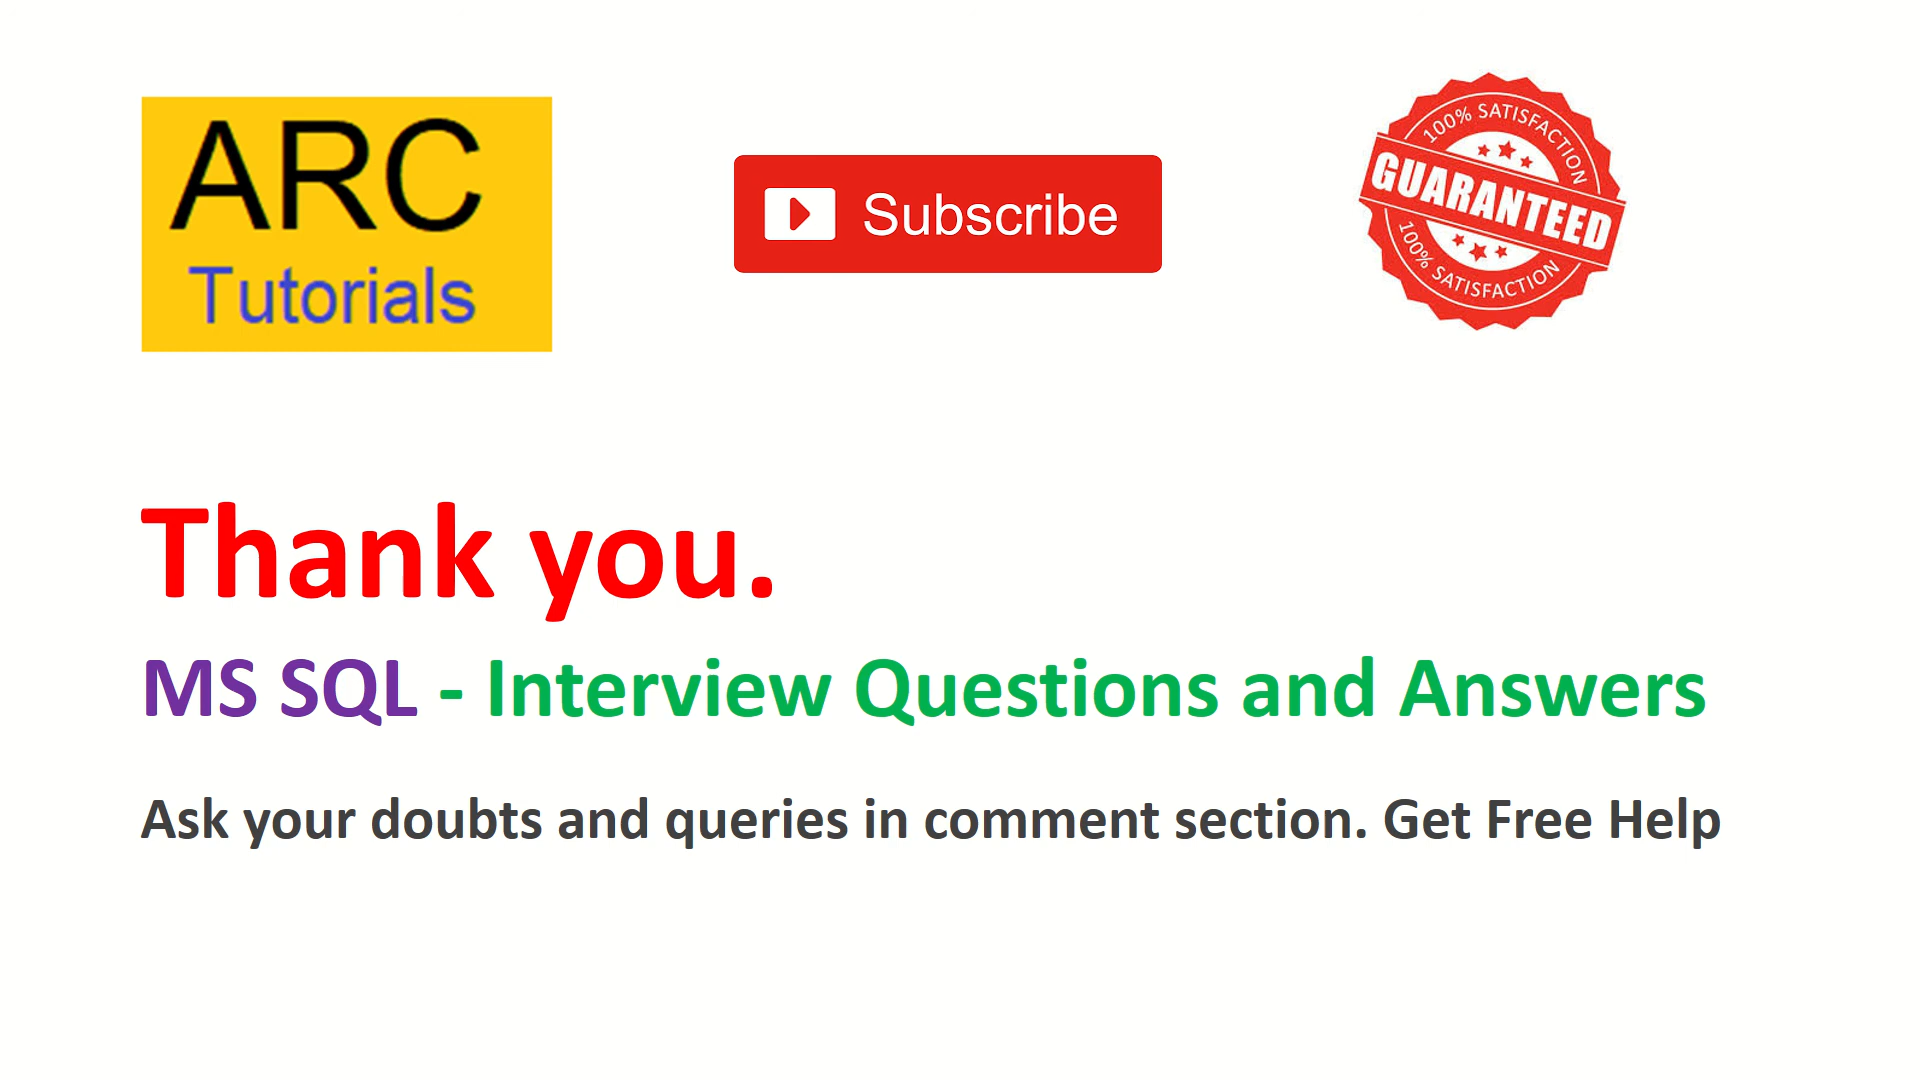 ARC
Tutorials
Subscribe
100% SATISFACTION
GUARANTEED
100% SATISFACTION
Thank you.
MS SQL - Interview Questions and Answers
Ask your doubts and queries in comment section. Get Free Help